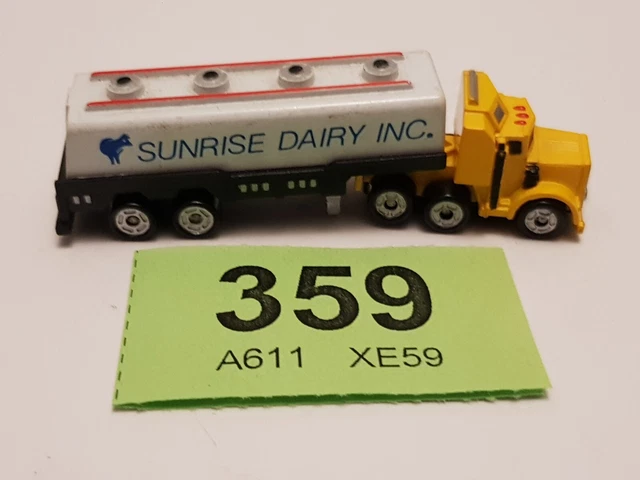 SUNRISE DAIRY INC.
359
A611 XE59